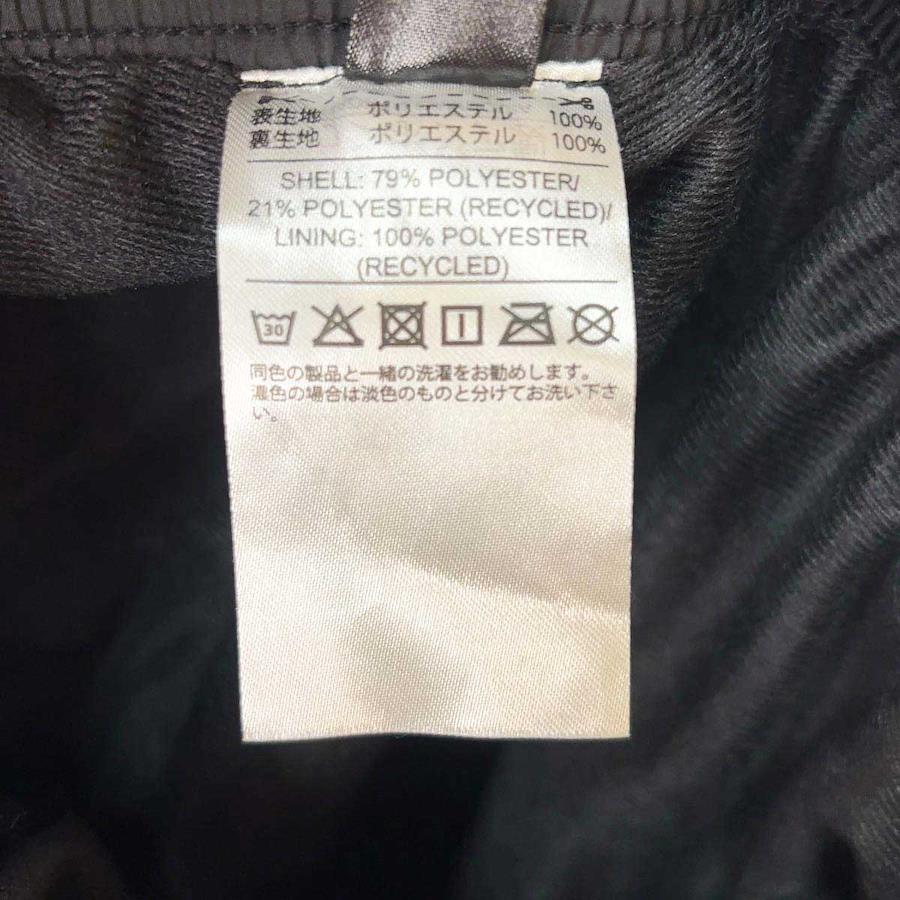 表生地 ポリエステル 100%
裏生地 ポリエステル 100%
SHELL: 79% POLYESTER/
21% POLYESTER (RECYCLED)/
LINING: 100% POLYESTER
(RECYCLED)
30
同色の製品と一緒の洗濯をお勧めします。
濃色の場合は淡色のものと分けてお洗い下さ
い。